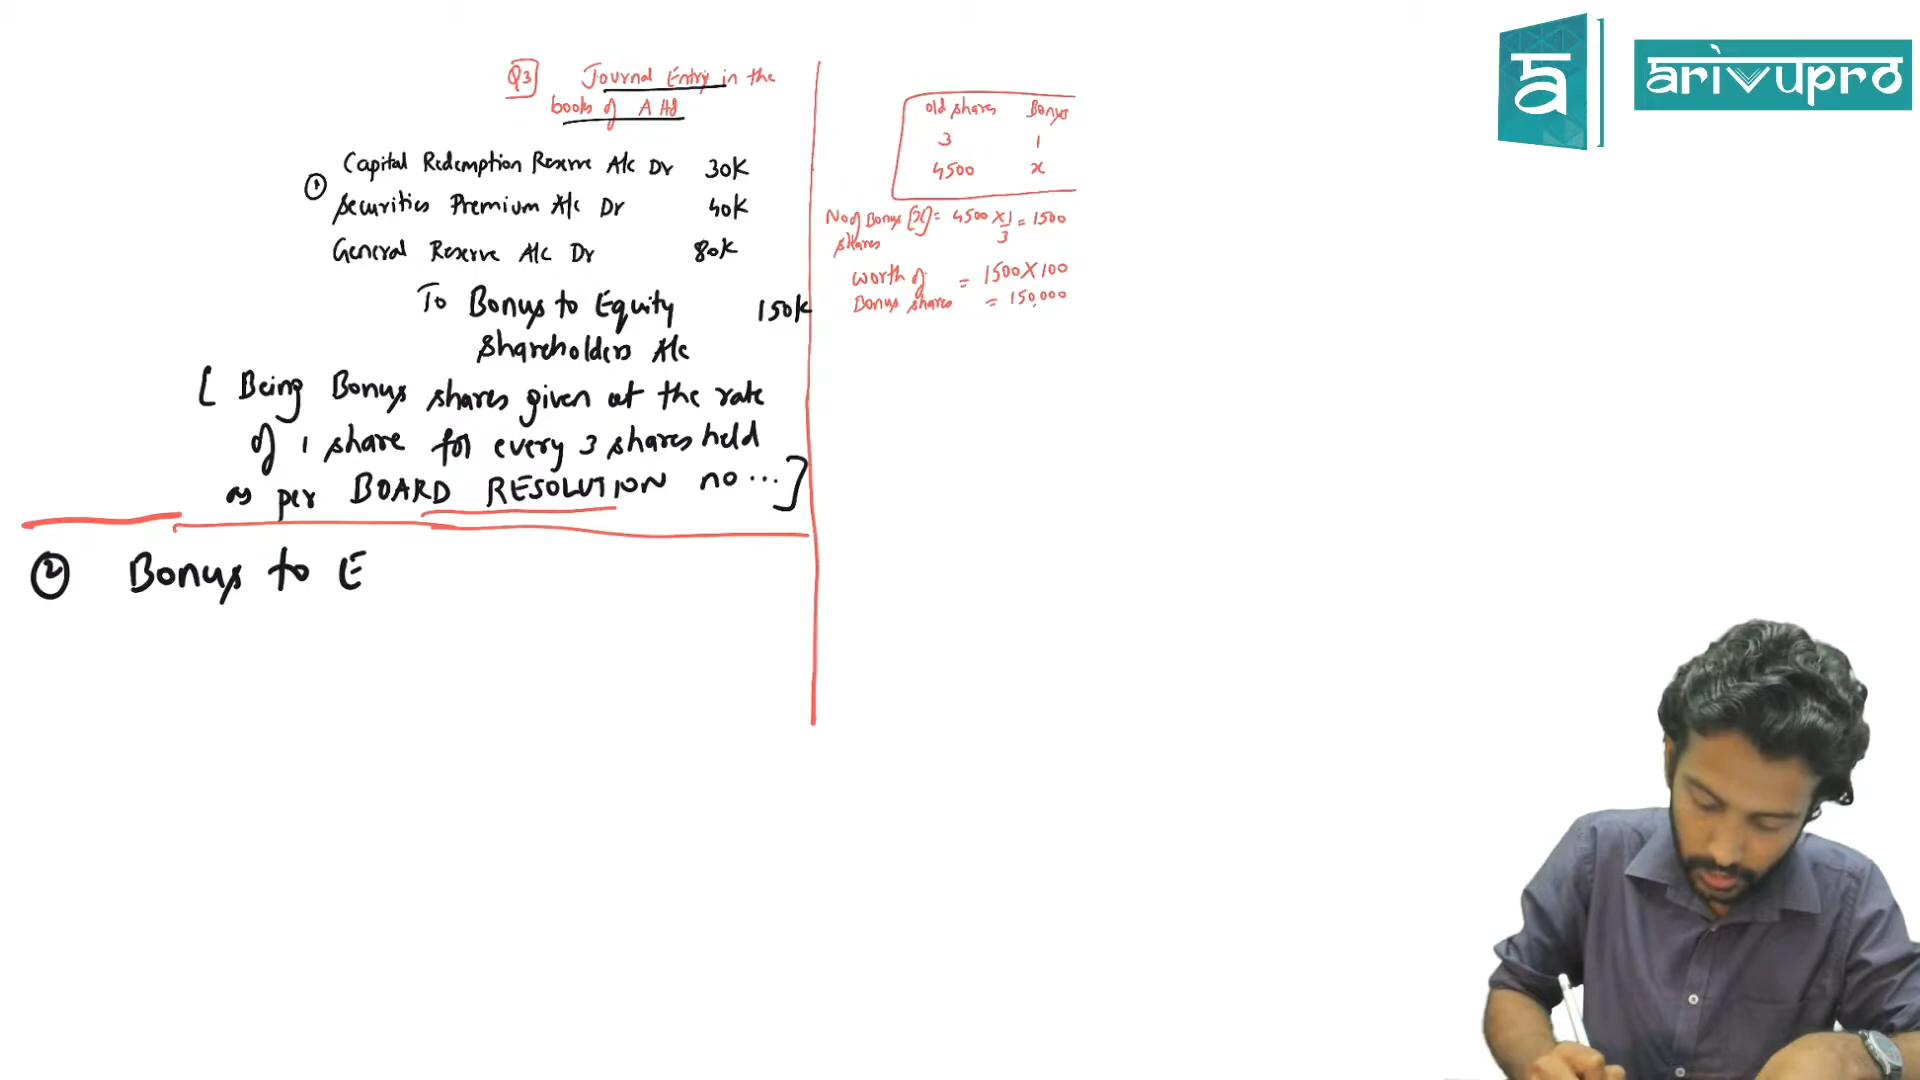 Q3 Journal Entry in the
books of A Ltd
① Capital Redemption Reserve A/c Dr 30K
Securities Premium A/c Dr 40K
General Reserve A/c Dr 80K
To Bonus to Equity 150K
Shareholders A/c
[ Being Bonus shares given at the rate
of 1 share for every 3 shares held
as per BOARD RESOLUTION no ... ]
② Bonus to E
old shares Bonus
3 1
4500 x
No of Bonus [x] = 4500 X 1/3 = 1500
shares
worth of = 1500 X 100
Bonus shares = 150,000
a
arivupro